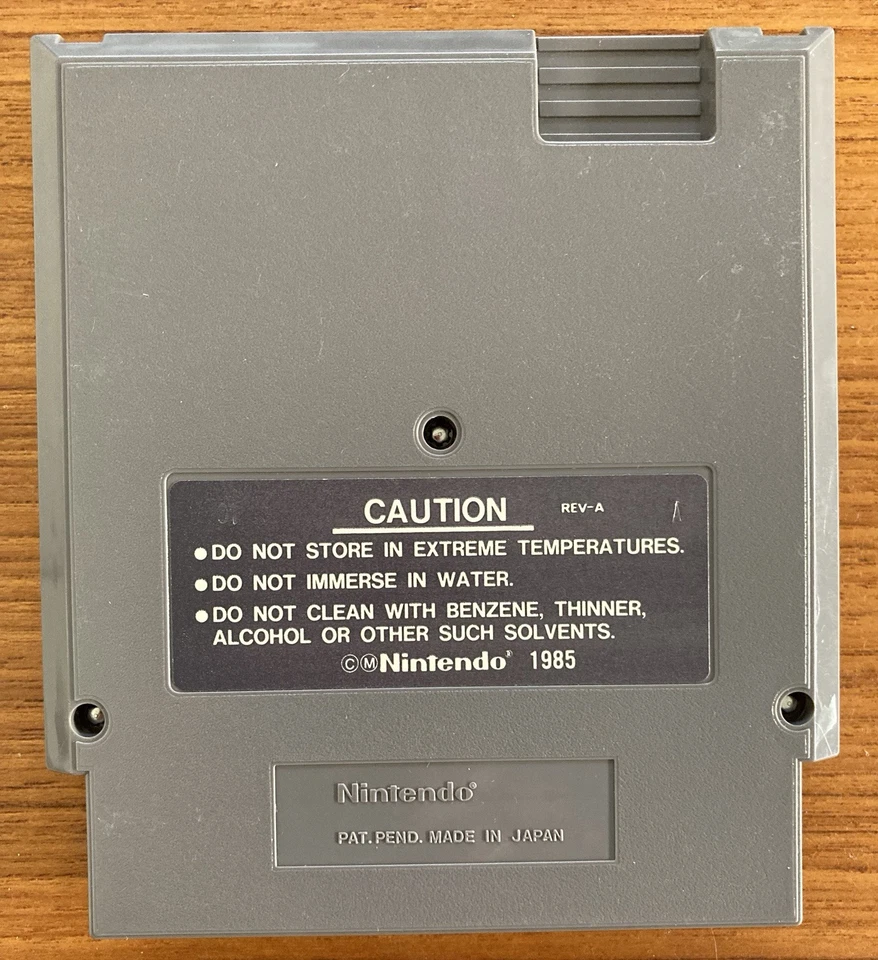 CAUTION REV-A
●DO NOT STORE IN EXTREME TEMPERATURES.
●DO NOT IMMERSE IN WATER.
●DO NOT CLEAN WITH BENZENE, THINNER,
ALCOHOL OR OTHER SUCH SOLVENTS.
ⒸⓂNintendo® 1985
Nintendo®
PAT. PEND. MADE IN JAPAN